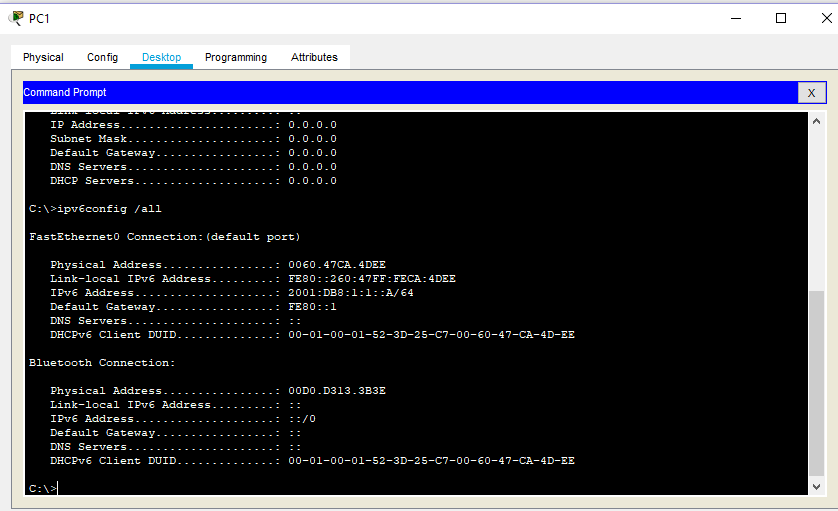 PC1
Physical Config Desktop Programming Attributes
Command Prompt X
Link-local IPv6 Address.........: ::
IP Address......................: 0.0.0.0
Subnet Mask.....................: 0.0.0.0
Default Gateway.................: 0.0.0.0
DNS Servers.....................: 0.0.0.0
DHCP Servers....................: 0.0.0.0
C:\>ipv6config /all
FastEthernet0 Connection:(default port)
Physical Address................: 0060.47CA.4DEE
Link-local IPv6 Address.........: FE80::260:47FF:FECA:4DEE
IPv6 Address....................: 2001:DB8:1:1::A/64
Default Gateway.................: FE80::1
DNS Servers.....................: ::
DHCPv6 Client DUID..............: 00-01-00-01-52-3D-25-C7-00-60-47-CA-4D-EE
Bluetooth Connection:
Physical Address................: 00D0.D313.3B3E
Link-local IPv6 Address.........: ::
IPv6 Address....................: ::/0
Default Gateway.................: ::
DNS Servers.....................: ::
DHCPv6 Client DUID..............: 00-01-00-01-52-3D-25-C7-00-60-47-CA-4D-EE
C:\>